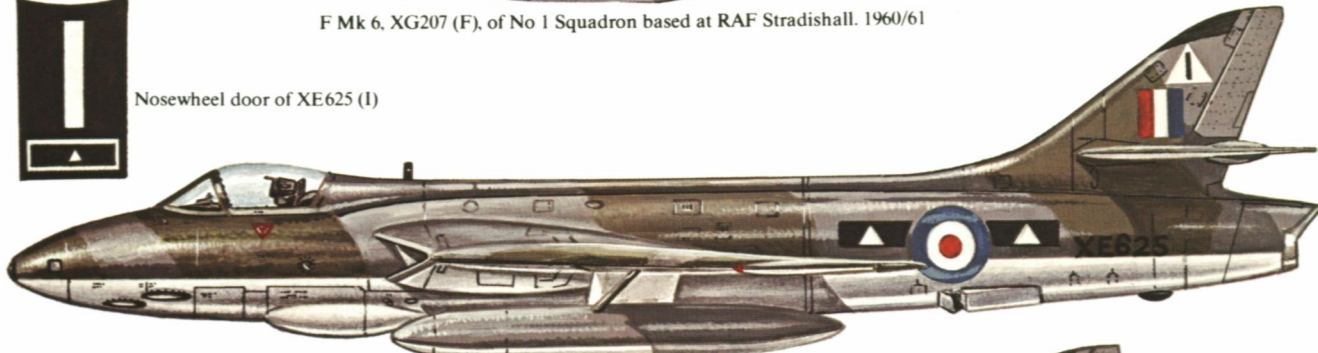 F Mk 6, XG207 (F), of No 1 Squadron based at RAF Stradishall. 1960/61
I
Nosewheel door of XE625 (I)
I
XE625